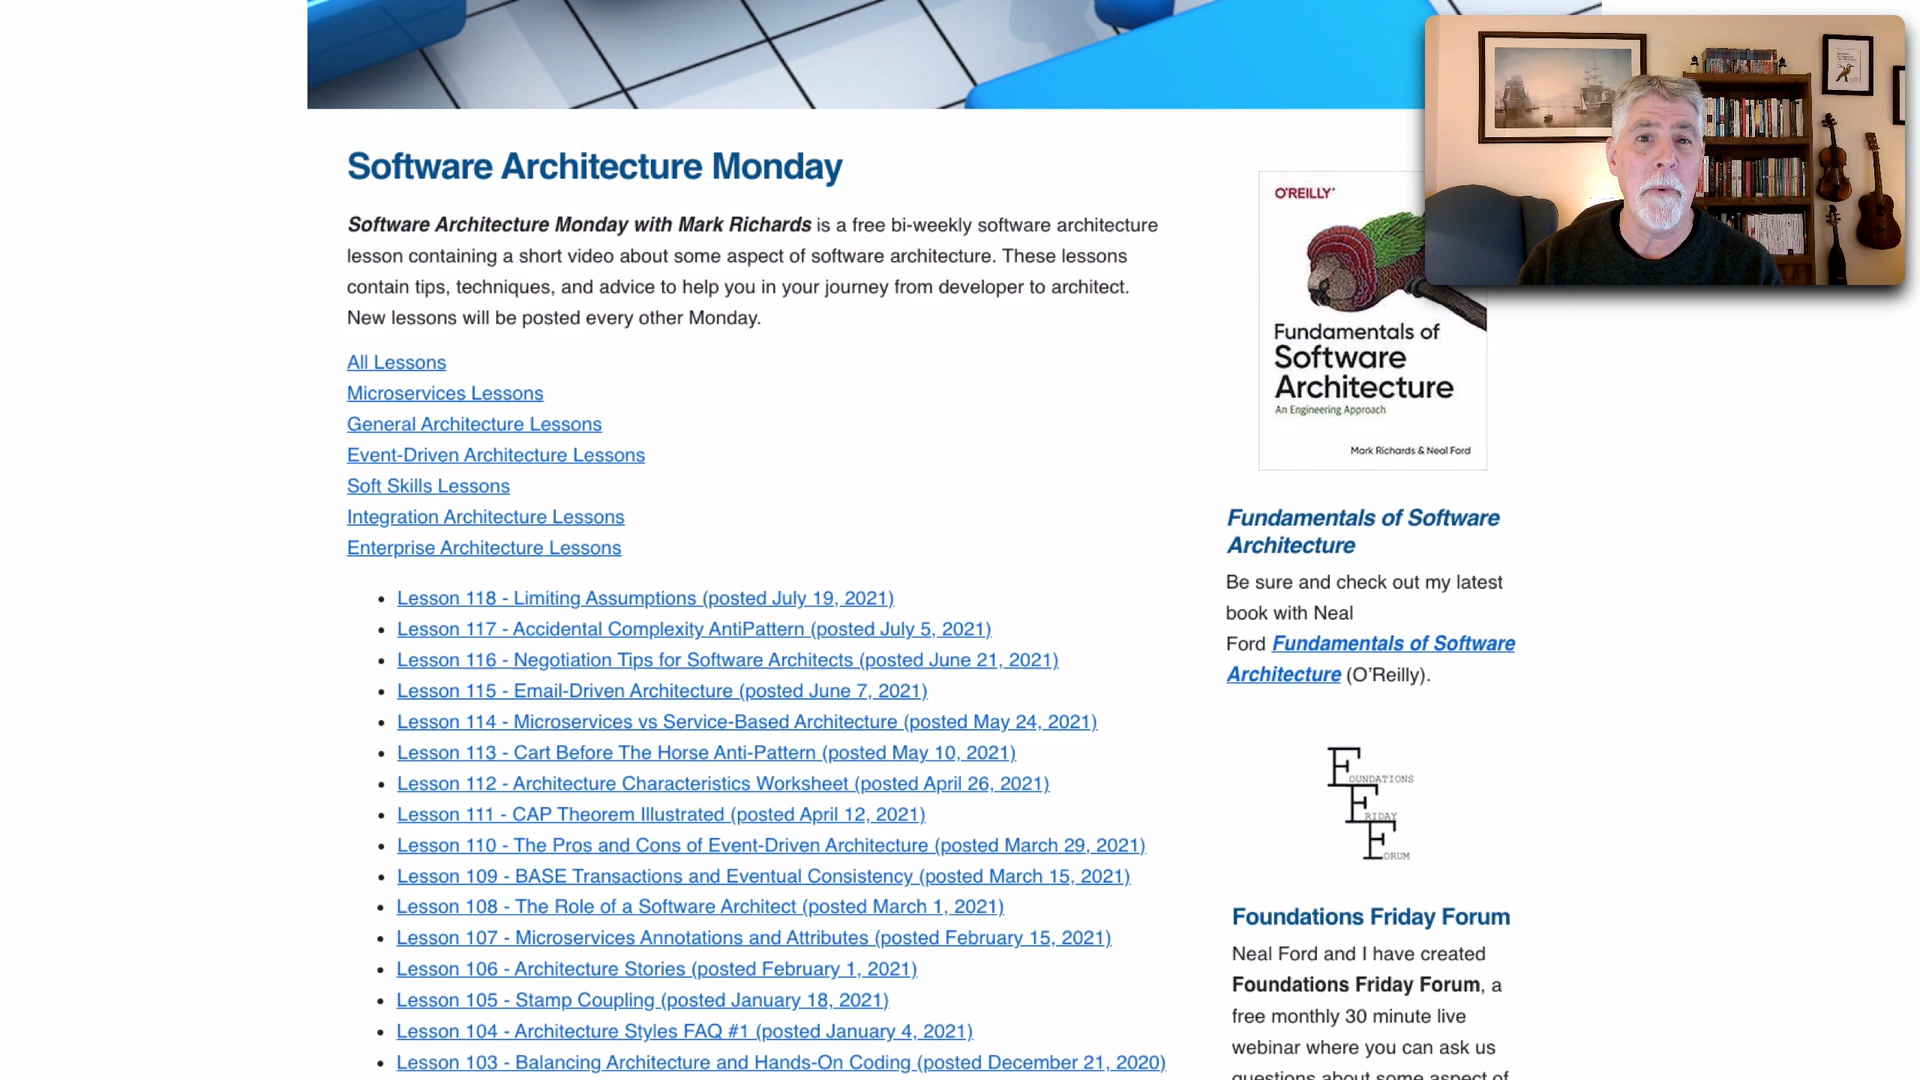 Software Architecture Monday
Software Architecture Monday with Mark Richards is a free bi-weekly software architecture
lesson containing a short video about some aspect of software architecture. These lessons
contain tips, techniques, and advice to help you in your journey from developer to architect.
New lessons will be posted every other Monday.
All Lessons
Microservices Lessons
General Architecture Lessons
Event-Driven Architecture Lessons
Soft Skills Lessons
Integration Architecture Lessons
Enterprise Architecture Lessons
• Lesson 118 - Limiting Assumptions (posted July 19, 2021)
• Lesson 117 - Accidental Complexity AntiPattern (posted July 5, 2021)
• Lesson 116 - Negotiation Tips for Software Architects (posted June 21, 2021)
• Lesson 115 - Email-Driven Architecture (posted June 7, 2021)
• Lesson 114 - Microservices vs Service-Based Architecture (posted May 24, 2021)
• Lesson 113 - Cart Before The Horse Anti-Pattern (posted May 10, 2021)
• Lesson 112 - Architecture Characteristics Worksheet (posted April 26, 2021)
• Lesson 111 - CAP Theorem Illustrated (posted April 12, 2021)
• Lesson 110 - The Pros and Cons of Event-Driven Architecture (posted March 29, 2021)
• Lesson 109 - BASE Transactions and Eventual Consistency (posted March 15, 2021)
• Lesson 108 - The Role of a Software Architect (posted March 1, 2021)
• Lesson 107 - Microservices Annotations and Attributes (posted February 15, 2021)
• Lesson 106 - Architecture Stories (posted February 1, 2021)
• Lesson 105 - Stamp Coupling (posted January 18, 2021)
• Lesson 104 - Architecture Styles FAQ #1 (posted January 4, 2021)
• Lesson 103 - Balancing Architecture and Hands-On Coding (posted December 21, 2020)
O'REILLY
Fundamentals of
Software
Architecture
An Engineering Approach
Mark Richards & Neal Ford
Fundamentals of Software
Architecture
Be sure and check out my latest
book with Neal
Ford Fundamentals of Software
Architecture (O'Reilly).
FOUNDATIONS
FRIDAY
FORUM
Foundations Friday Forum
Neal Ford and I have created
Foundations Friday Forum, a
free monthly 30 minute live
webinar where you can ask us
questions about some aspect of